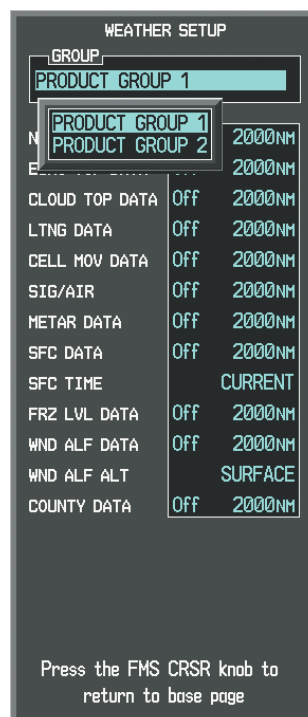 WEATHER SETUP
GROUP
PRODUCT GROUP 1
PRODUCT GROUP 1
PRODUCT GROUP 2
2000NM
2000NM
CLOUD TOP DATA Off 2000NM
LTNG DATA Off 2000NM
CELL MOV DATA Off 2000NM
SIG/AIR Off 2000NM
METAR DATA Off 2000NM
SFC DATA Off 2000NM
SFC TIME CURRENT
FRZ LVL DATA Off 2000NM
WND ALF DATA Off 2000NM
WND ALF ALT SURFACE
COUNTY DATA Off 2000NM
Press the FMS CRSR knob to
return to base page